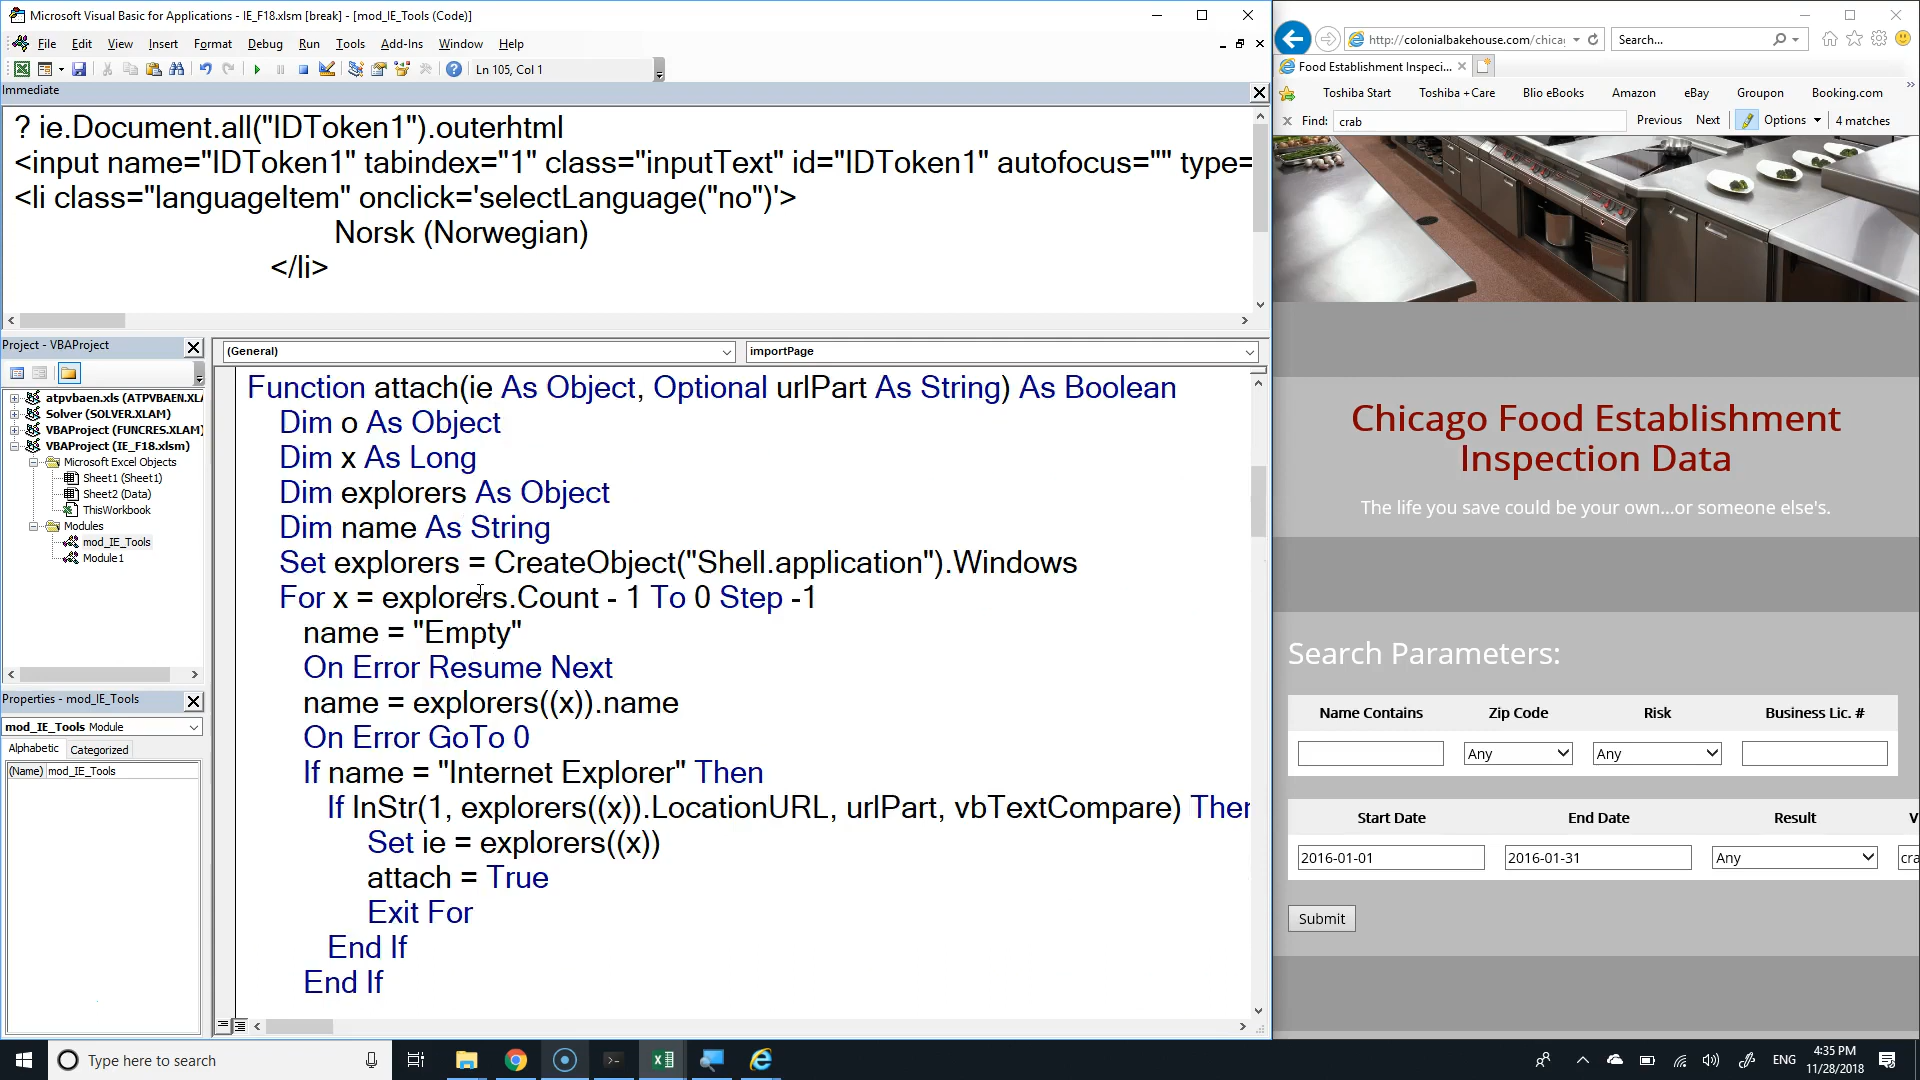 Microsoft Visual Basic for Applications - IE_F18.xlsm [break] - [mod_IE_Tools (Code)]
File Edit View Insert Format Debug Run Tools Add-Ins Window Help
Ln 105, Col 1
Immediate
? ie.Document.all("IDToken1").outerhtml
<input name="IDToken1" tabindex="1" class="inputText" id="IDToken1" autofocus="" type=
<li class="languageItem" onclick='selectLanguage("no")'>
Norsk (Norwegian)
</li>
Project - VBAProject
atpvbaen.xls (ATPVBAEN.XLA
Solver (SOLVER.XLAM)
VBAProject (FUNCRES.XLAM)
VBAProject (IE_F18.xlsm)
Microsoft Excel Objects
Sheet1 (Sheet1)
Sheet2 (Data)
ThisWorkbook
Modules
mod_IE_Tools
Module1
Properties - mod_IE_Tools
mod_IE_Tools Module
Alphabetic Categorized
(Name) mod_IE_Tools
(General) importPage
Function attach(ie As Object, Optional urlPart As String) As Boolean
Dim o As Object
Dim x As Long
Dim explorers As Object
Dim name As String
Set explorers = CreateObject("Shell.application").Windows
For x = explorers.Count - 1 To 0 Step -1
name = "Empty"
On Error Resume Next
name = explorers((x)).name
On Error GoTo 0
If name = "Internet Explorer" Then
If InStr(1, explorers((x)).LocationURL, urlPart, vbTextCompare) Then
Set ie = explorers((x))
attach = True
Exit For
End If
End If
http://colonialbakehouse.com/chica
Search...
Food Establishment Inspeci...
Toshiba Start Toshiba +Care Blio eBooks Amazon eBay Groupon Booking.com
Find: crab Previous Next Options 4 matches
Chicago Food Establishment
Inspection Data
The life you save could be your own...or someone else's.
Search Parameters:
Name Contains Zip Code Risk Business Lic. #
Any Any
Start Date End Date Result V
2016-01-01 2016-01-31 Any cra
Submit
Type here to search
ENG
4:35 PM
11/28/2018